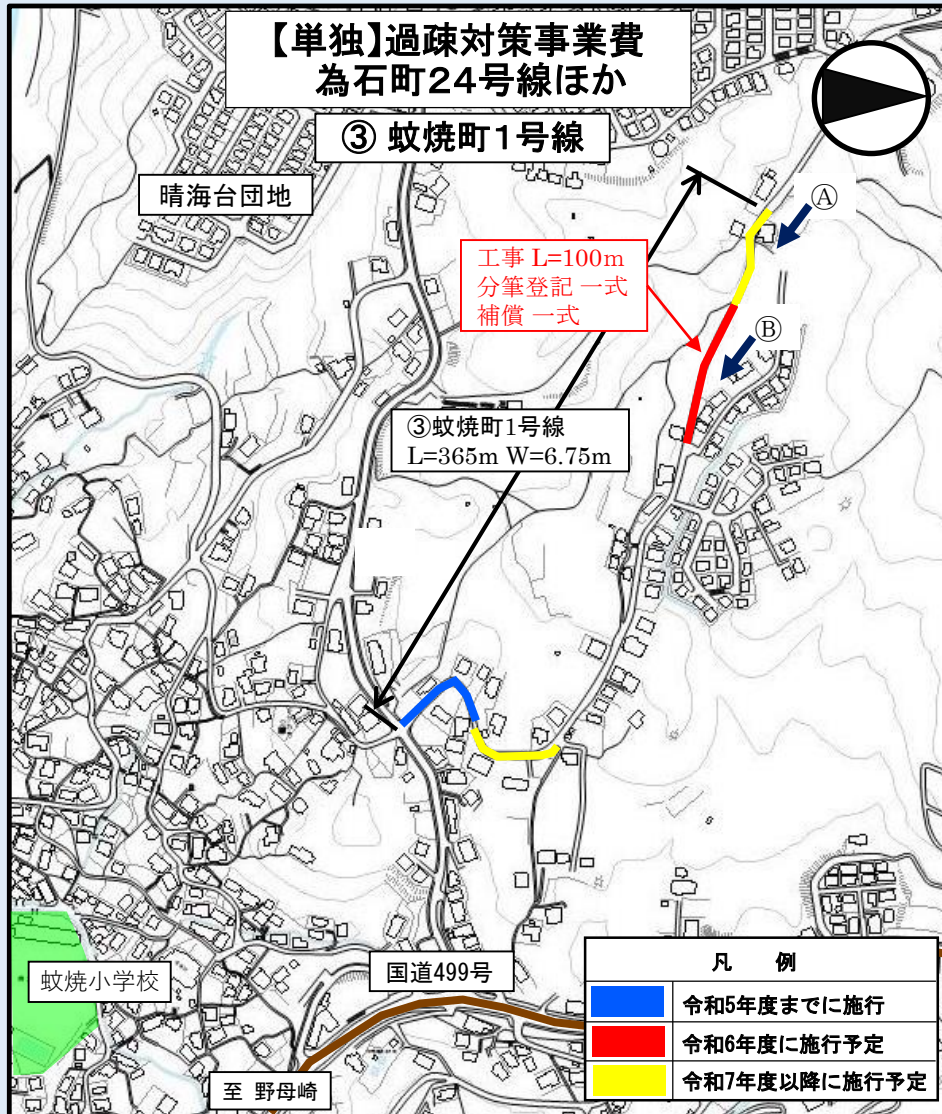 【単独】過疎対策事業費
為石町24号線ほか
③ 蚊焼町1号線
晴海台団地
Ⓐ
工事 L=100m
分筆登記 一式
補償 一式
Ⓑ
③蚊焼町1号線
L=365m W=6.75m
蚊焼小学校
国道499号
至 野母崎
凡 例
令和5年度までに施行
令和6年度に施行予定
令和7年度以降に施行予定